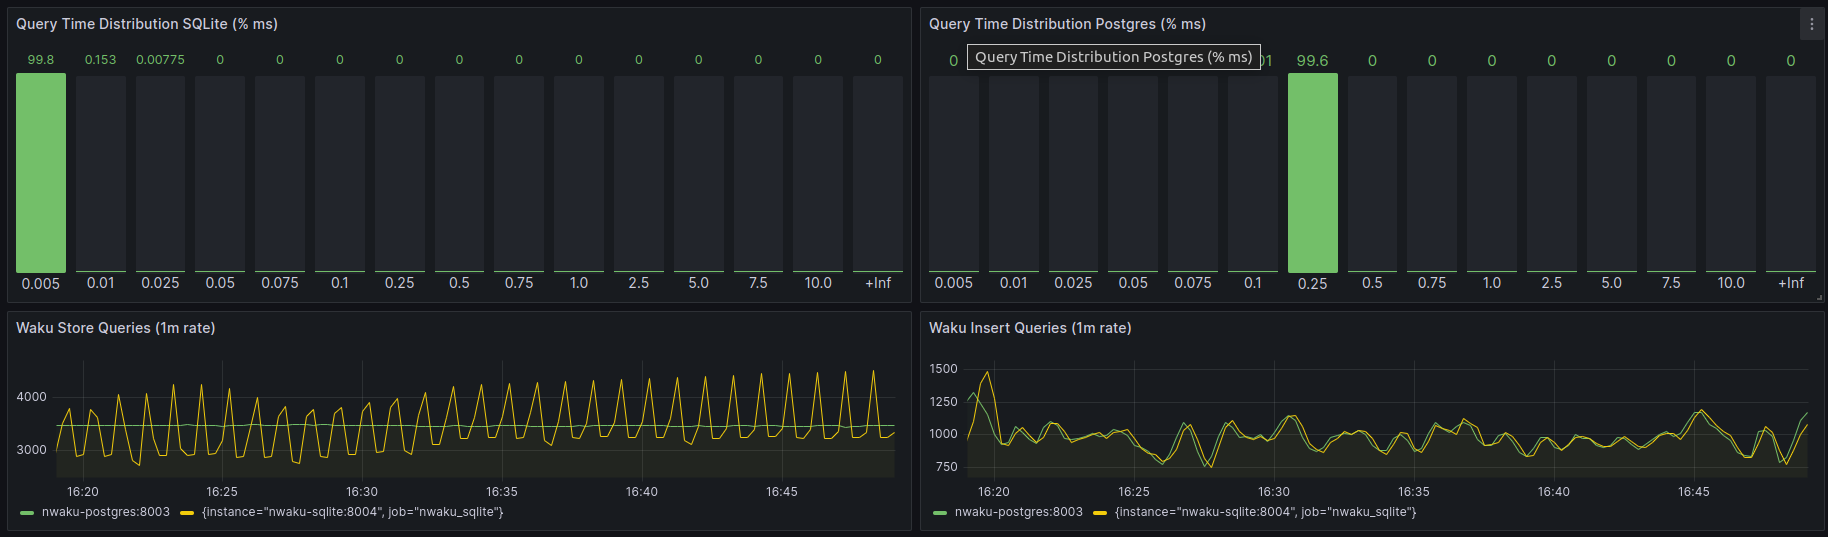 Query Time Distribution SQLite (% ms)
99.8 0.153 0.00775 0 0 0 0 0 0 0 0 0 0 0 0
0.005 0.01 0.025 0.05 0.075 0.1 0.25 0.5 0.75 1.0 2.5 5.0 7.5 10.0 +Inf
Query Time Distribution Postgres (% ms)
Query Time Distribution Postgres (% ms)
0 99.6 0 0 0 0 0 0 0 0
0.005 0.01 0.025 0.05 0.075 0.1 0.25 0.5 0.75 1.0 2.5 5.0 7.5 10.0 +Inf
Waku Store Queries (1m rate)
4000
3000
16:20 16:25 16:30 16:35 16:40 16:45
nwaku-postgres:8003 {instance="nwaku-sqlite:8004", job="nwaku_sqlite"}
Waku Insert Queries (1m rate)
1500
1250
1000
750
16:20 16:25 16:30 16:35 16:40 16:45
nwaku-postgres:8003 {instance="nwaku-sqlite:8004", job="nwaku_sqlite"}